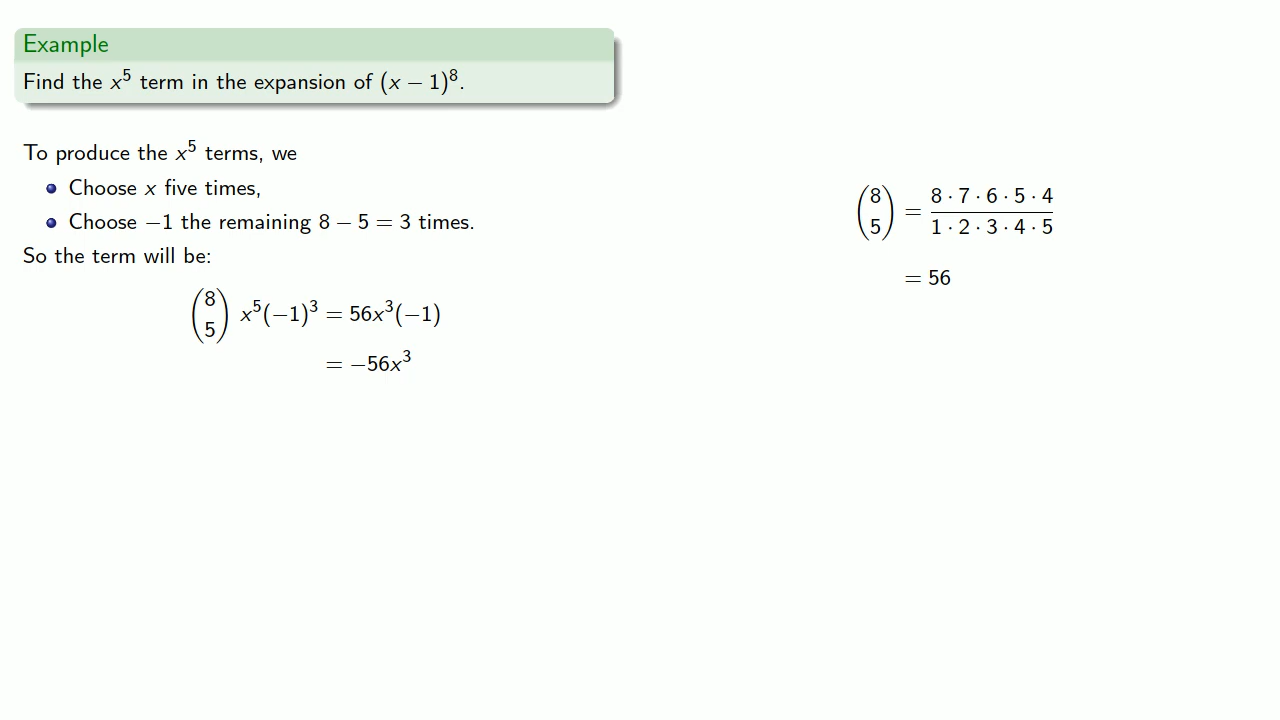 Example
Find the x^5 term in the expansion of (x − 1)^8.
To produce the x^5 terms, we
Choose x five times,
Choose −1 the remaining 8 − 5 = 3 times.
So the term will be:
(8 5) x^5(−1)^3 = 56x^3(−1)
= −56x^3
(8 5) = (8 · 7 · 6 · 5 · 4)/(1 · 2 · 3 · 4 · 5)
= 56